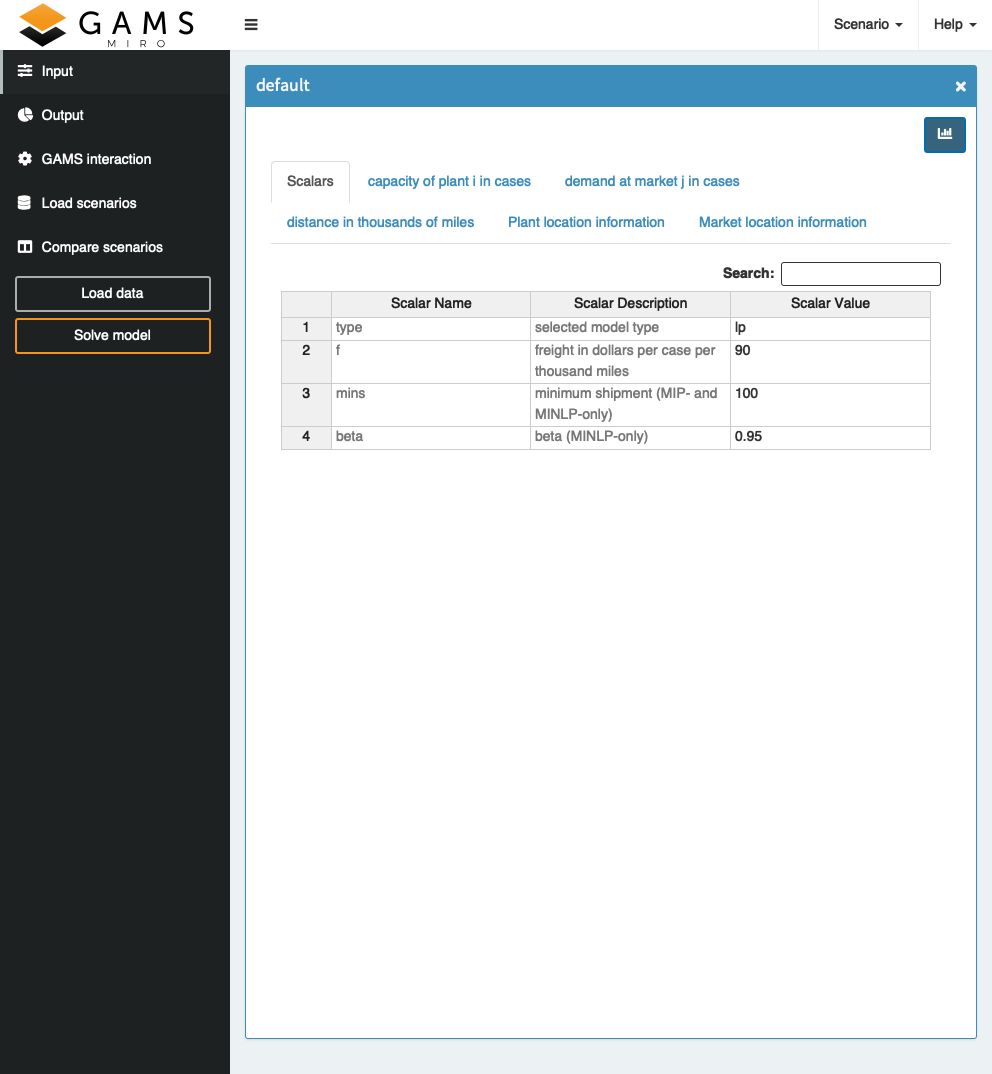 GAMS
MIRO
Scenario
Help
Input
Output
GAMS interaction
Load scenarios
Compare scenarios
Load data
Solve model
default
Scalars
capacity of plant i in cases
demand at market j in cases
distance in thousands of miles
Plant location information
Market location information
Search:
Scalar Name Scalar Description Scalar Value
1 type selected model type lp
2 f freight in dollars per case per 90
thousand miles
3 mins minimum shipment (MIP- and 100
MINLP-only)
4 beta beta (MINLP-only) 0.95